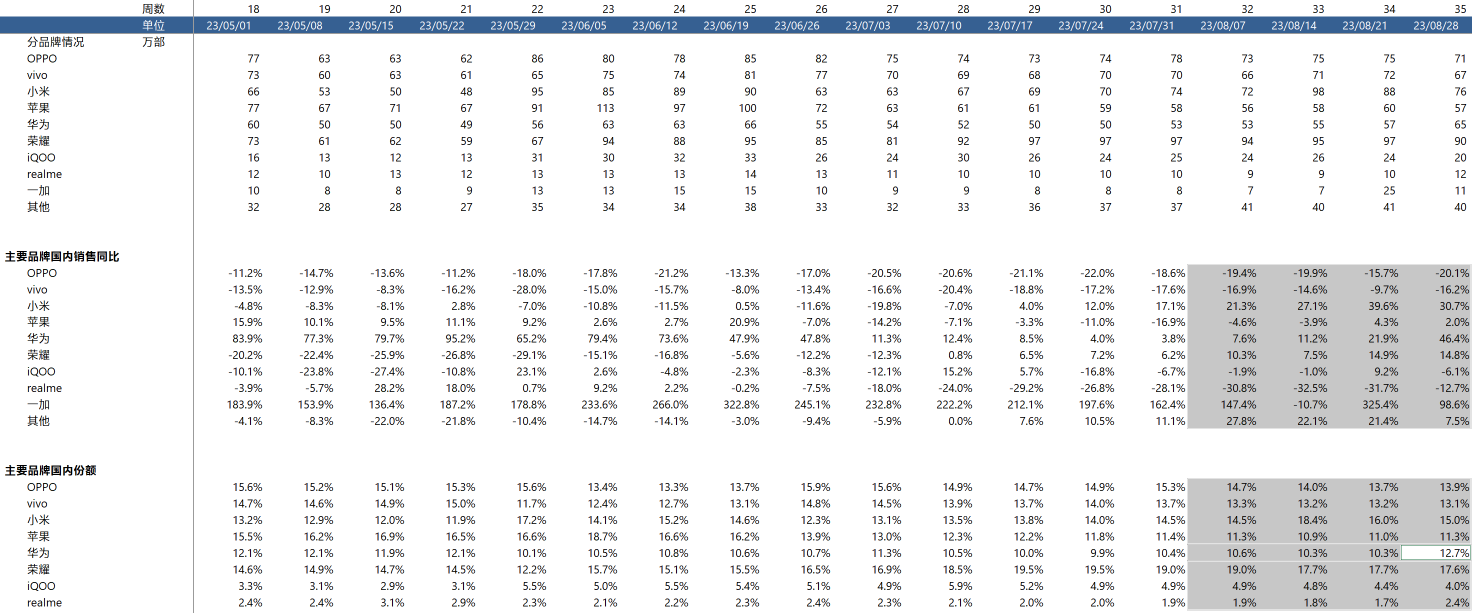 周数 18 19 20 21 22 23 24 25 26 27 28 29 30 31 32 33 34 35
单位 23/05/01 23/05/08 23/05/15 23/05/22 23/05/29 23/06/05 23/06/12 23/06/19 23/06/26 23/07/03 23/07/10 23/07/17 23/07/24 23/07/31 23/08/07 23/08/14 23/08/21 23/08/28
分品牌情况 万部
OPPO 77 63 63 62 86 80 78 85 82 75 74 73 74 78 73 75 75 71
vivo 73 60 63 61 65 75 74 81 77 70 69 68 70 70 66 71 72 67
小米 66 53 50 48 95 85 89 90 63 63 67 69 70 74 72 98 88 76
苹果 77 67 71 67 91 113 97 100 72 63 61 61 59 58 56 58 60 57
华为 60 50 50 49 56 63 63 66 55 54 52 50 50 53 53 55 57 65
荣耀 73 61 62 59 67 94 88 95 85 81 92 97 97 97 94 95 97 90
iQOO 16 13 12 13 31 30 32 33 26 24 30 26 24 25 24 26 24 20
realme 12 10 13 12 13 13 13 14 13 11 10 10 10 10 9 9 10 12
一加 10 8 8 9 13 13 15 15 10 9 9 8 8 8 7 7 25 11
其他 32 28 28 27 35 34 34 38 33 32 33 36 37 37 41 40 41 40
主要品牌国内销售同比
OPPO -11.2% -14.7% -13.6% -11.2% -18.0% -17.8% -21.2% -13.3% -17.0% -20.5% -20.6% -21.1% -22.0% -18.6% -19.4% -19.9% -15.7% -20.1%
vivo -13.5% -12.9% -8.3% -16.2% -28.0% -15.0% -15.7% -8.0% -13.4% -16.6% -20.4% -18.8% -17.2% -17.6% -16.9% -14.6% -9.7% -16.2%
小米 -4.8% -8.3% -8.1% 2.8% -7.0% -10.8% -11.5% 0.5% -11.6% -19.8% -7.0% 4.0% 12.0% 17.1% 21.3% 27.1% 39.6% 30.7%
苹果 15.9% 10.1% 9.5% 11.1% 9.2% 2.6% 2.7% 20.9% -7.0% -14.2% -7.1% -3.3% -11.0% -16.9% -4.6% -3.9% 4.3% 2.0%
华为 83.9% 77.3% 79.7% 95.2% 65.2% 79.4% 73.6% 47.9% 47.8% 11.3% 12.4% 8.5% 4.0% 3.8% 7.6% 11.2% 21.9% 46.4%
荣耀 -20.2% -22.4% -25.9% -26.8% -29.1% -15.1% -16.8% -5.6% -12.2% -12.3% 0.8% 6.5% 7.2% 6.2% 10.3% 7.5% 14.9% 14.8%
iQOO -10.1% -23.8% -27.4% -10.8% 23.1% 2.6% -4.8% -2.3% -8.3% -12.1% 15.2% 5.7% -16.8% -6.7% -1.9% -1.0% 9.2% -6.1%
realme -3.9% -5.7% 28.2% 18.0% 0.7% 9.2% 2.2% -0.2% -7.5% -18.0% -24.0% -29.2% -26.8% -28.1% -30.8% -32.5% -31.7% -12.7%
一加 183.9% 153.9% 136.4% 187.2% 178.8% 233.6% 266.0% 322.8% 245.1% 232.8% 222.2% 212.1% 197.6% 162.4% 147.4% -10.7% 325.4% 98.6%
其他 -4.1% -8.3% -22.0% -21.8% -10.4% -14.7% -14.1% -3.0% -9.4% -5.9% 0.0% 7.6% 10.5% 11.1% 27.8% 22.1% 21.4% 7.5%
主要品牌国内份额
OPPO 15.6% 15.2% 15.1% 15.3% 15.6% 13.4% 13.3% 13.7% 15.9% 15.6% 14.9% 14.7% 14.9% 15.3% 14.7% 14.0% 13.7% 13.9%
vivo 14.7% 14.6% 14.9% 15.0% 11.7% 12.4% 12.7% 13.1% 14.8% 14.5% 13.9% 13.7% 14.0% 13.7% 13.3% 13.2% 13.2% 13.1%
小米 13.2% 12.9% 12.0% 11.9% 17.2% 14.1% 15.2% 14.6% 12.3% 13.1% 13.5% 13.8% 14.0% 14.5% 14.5% 18.4% 16.0% 15.0%
苹果 15.5% 16.2% 16.9% 16.5% 16.6% 18.7% 16.6% 16.2% 13.9% 13.0% 12.3% 12.2% 11.8% 11.4% 11.3% 10.9% 11.0% 11.3%
华为 12.1% 12.1% 11.9% 12.1% 10.1% 10.5% 10.8% 10.6% 10.7% 11.3% 10.5% 10.0% 9.9% 10.4% 10.6% 10.3% 10.3% 12.7%
荣耀 14.6% 14.9% 14.7% 14.5% 12.2% 15.7% 15.1% 15.5% 16.5% 16.9% 18.5% 19.5% 19.5% 19.0% 19.0% 17.7% 17.7% 17.6%
iQOO 3.3% 3.1% 2.9% 3.1% 5.5% 5.0% 5.5% 5.4% 5.1% 4.9% 5.9% 5.2% 4.9% 4.9% 4.9% 4.8% 4.4% 4.0%
realme 2.4% 2.4% 3.1% 2.9% 2.3% 2.1% 2.2% 2.3% 2.4% 2.3% 2.1% 2.0% 2.0% 1.9% 1.9% 1.8% 1.7% 2.4%